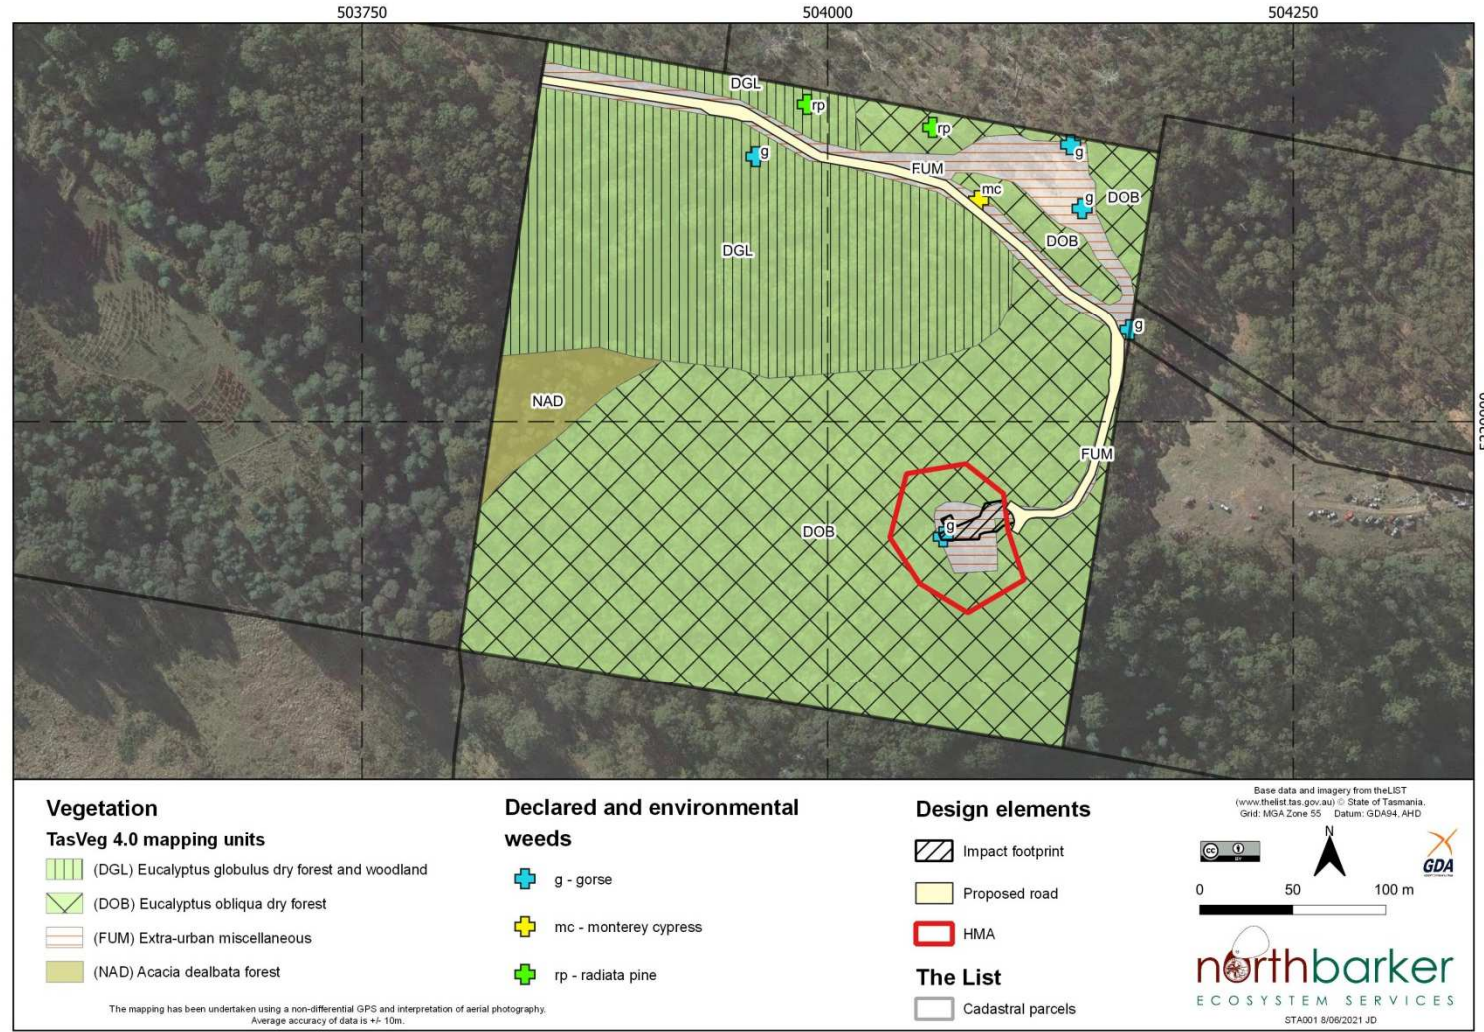 503750
504000
504250
DGL
rp
rp
g
g
FUM
mc
g
DOB
DOB
DGL
g
NAD
5220000
FUM
g
DOB
Vegetation
TasVeg 4.0 mapping units
(DGL) Eucalyptus globulus dry forest and woodland
(DOB) Eucalyptus obliqua dry forest
(FUM) Extra-urban miscellaneous
(NAD) Acacia dealbata forest
The mapping has been undertaken using a non-differential GPS and interpretation of aerial photography.
Average accuracy of data is +/- 10m.
Declared and environmental
weeds
g - gorse
mc - monterey cypress
rp - radiata pine
Design elements
Impact footprint
Proposed road
HMA
The List
Cadastral parcels
Base data and imagery from theLIST
(www.thelist.tas.gov.au) © State of Tasmania.
Grid: MGA Zone 55 Datum: GDA94, AHD
cc BY
N
GDA
0 50 100 m
northbarker
ECOSYSTEM SERVICES
STA001 8/06/2021 JD